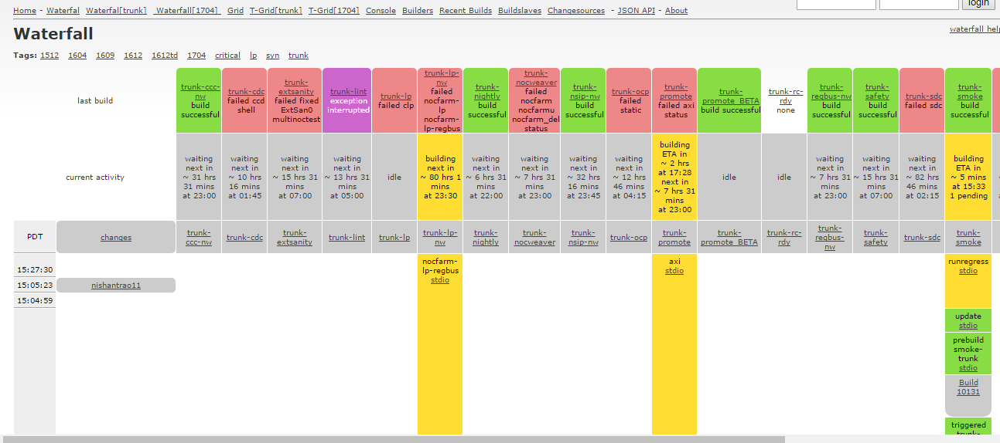 Home - Waterfall Waterfal[trunk] _Waterfall[1704]_ Grid T-Grid[trunk] T-Grid[1704] Console Builders Recent Builds Buildslaves Changesources - JSON API - About
login
Waterfall
waterfall help
Tags: 1512 1604 1609 1612 1612td 1704 critical lp syn trunk
last build
trunk-ccc-
nw
build
successful
trunk-cdc
failed ccd
shell
trunk-
extsanity
failed fixed
ExtSan0
multinoctest
trunk-lint
exception
interrupted
trunk-lp
failed clp
trunk-lp-
nw
failed
nocfarm-
lp
nocfarm-
lp-regbus
trunk-
nightly
build
successful
trunk-
nocweaver
failed
nocfarm
nocfarmu
nocfarm_del
status
trunk-
nsip-nw
build
successful
trunk-ocp
failed
static
trunk-
promote
failed axi
status
trunk-
promote_BETA
build successful
trunk-rc-
rdy
none
trunk-
regbus-nw
build
successful
trunk-
safety
build
successful
trunk-sdc
failed sdc
trunk-
smoke
build
successful
current activity
waiting
next in
~ 31 hrs
31 mins
at 23:00
waiting
next in
~ 10 hrs
16 mins
at 01:45
waiting
next in
~ 15 hrs 31
mins
at 07:00
waiting
next in
~ 13 hrs 31
mins
at 05:00
idle
building
next in
~ 80 hrs 1
mins
at 23:30
waiting
next in
~ 6 hrs 31
mins
at 22:00
waiting
next in
~ 7 hrs 31
mins
at 23:00
waiting
next in
~ 32 hrs
16 mins
at 23:45
waiting
next in
~ 12 hrs
46 mins
at 04:15
building
ETA in
~ 2 hrs
at 17:28
next in
~ 7 hrs 31
mins
at 23:00
idle
idle
waiting
next in
~ 7 hrs 31
mins
at 23:00
waiting
next in
~ 15 hrs 31
mins
at 07:00
waiting
next in
~ 82 hrs
46 mins
at 02:15
building
ETA in
~ 5 mins
at 15:33
1 pending
PDT
changes
trunk-
ccc-nw
trunk-cdc
trunk-
extsanity
trunk-lint
trunk-lp
trunk-lp-
nw
trunk-
nightly
trunk-
nocweaver
trunk-
nsip-nw
trunk-ocp
trunk-
promote
trunk-
promote_BETA
trunk-rc-
rdy
trunk-
regbus-
nw
trunk-
safety
trunk-sdc
trunk-
smoke
15:27:30
15:05:23
nishantrao11
15:04:59
nocfarm-
lp-regbus
stdio
axi
stdio
runregress
stdio
update
stdio
prebuild
smoke-
trunk
stdio
Build
10131
triggered
trunk-